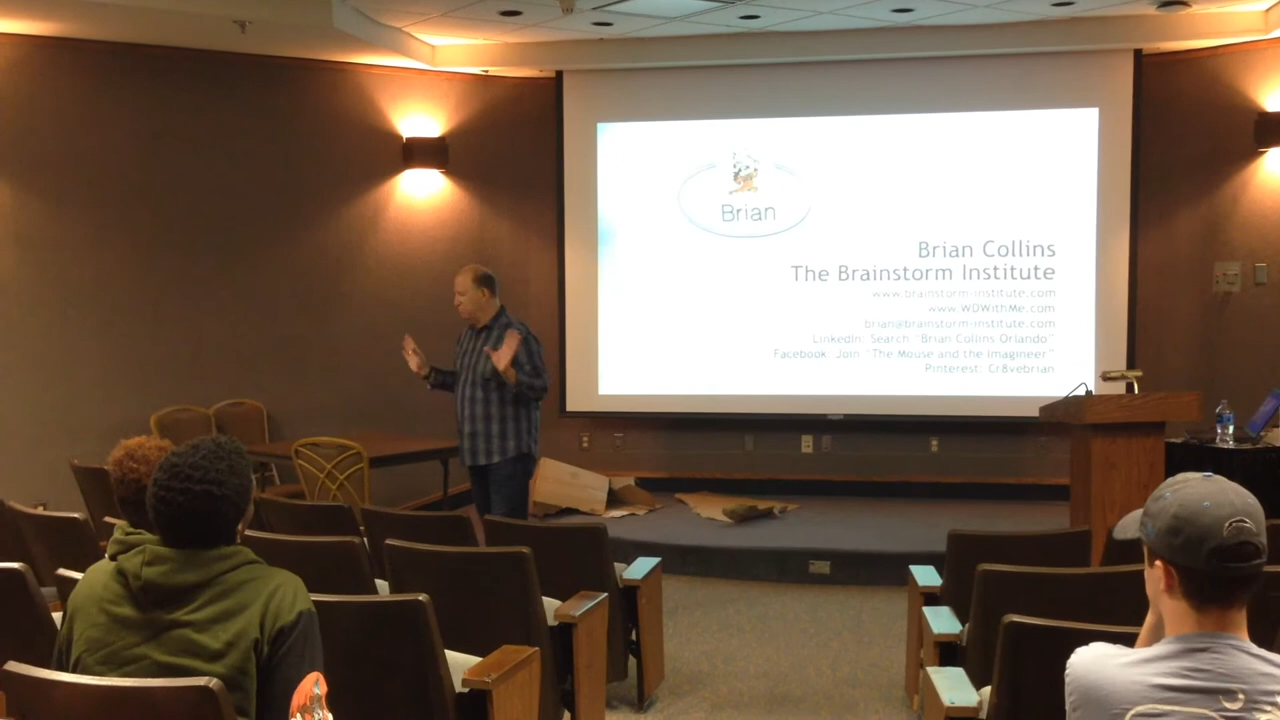 Brian
Brian Collins
The Brainstorm Institute
www.brainstorm-institute.com
www.WDWithMe.com
brian@brainstorm-institute.com
LinkedIn: Search "Brian Collins Orlando"
Facebook: Join "The Mouse and the Imagineer"
Pinterest: Cr8vebrian